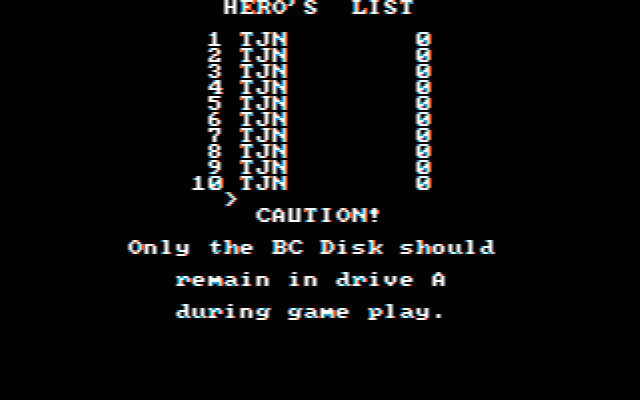 HERO'S LIST
1 TJN 0
2 TJN 0
3 TJN 0
4 TJN 0
5 TJN 0
6 TJN 0
7 TJN 0
8 TJN 0
9 TJN 0
10 TJN 0
>
CAUTION!
Only the BC Disk should
remain in drive A
during game play.